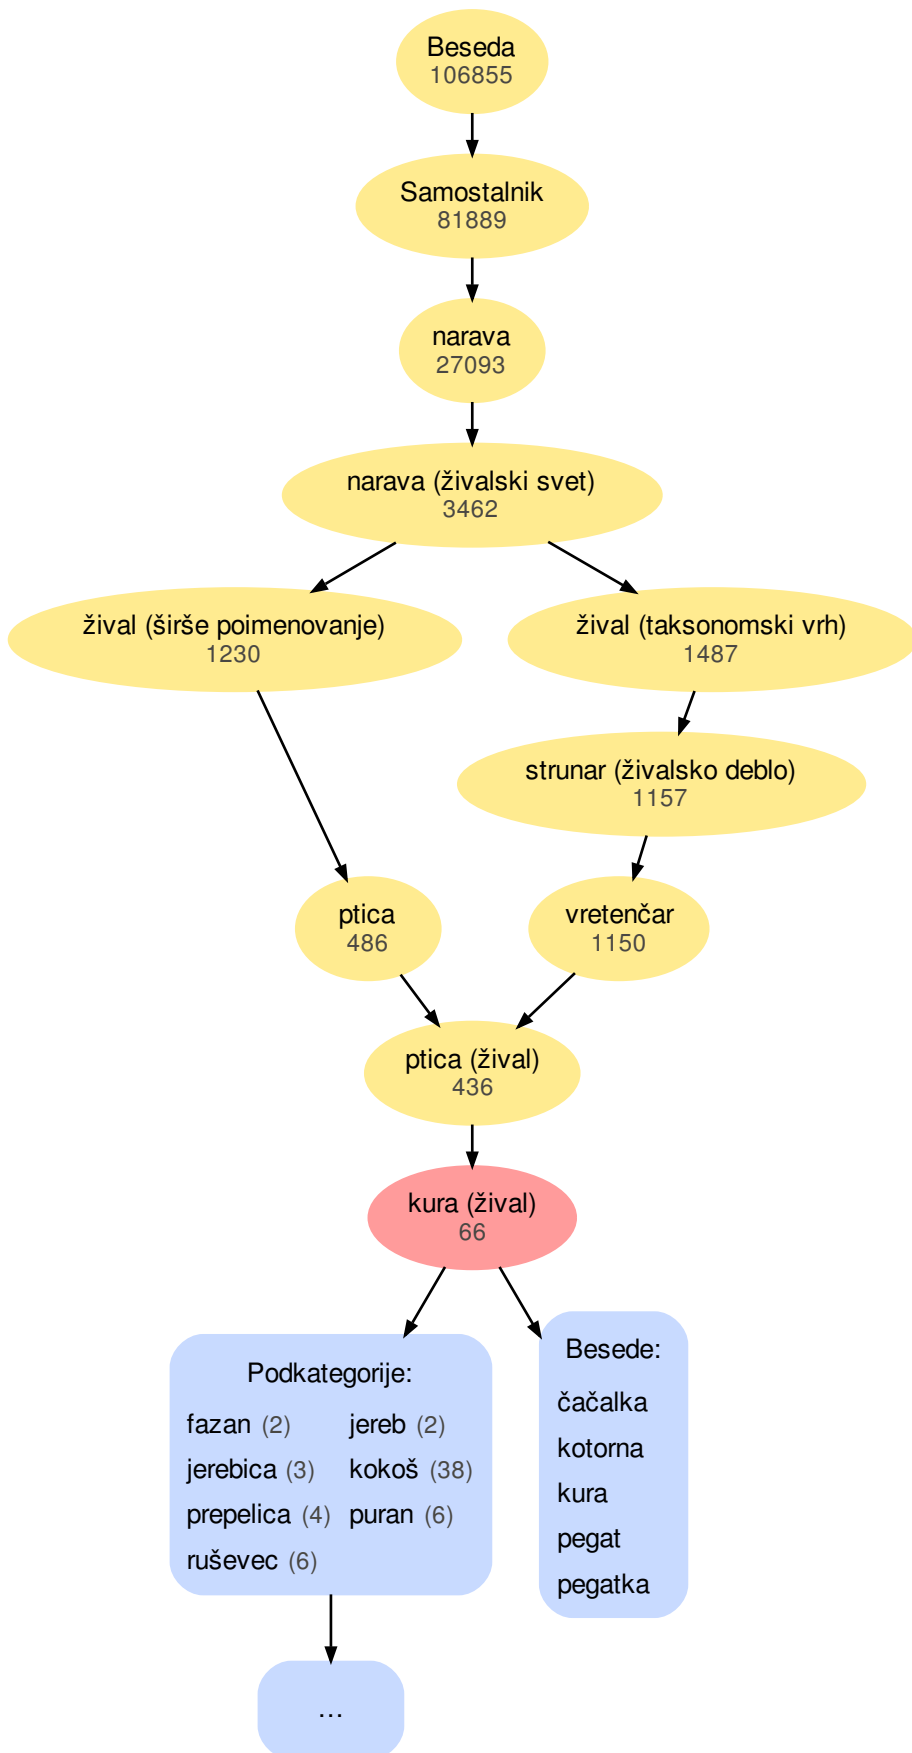 Beseda
106855
Samostalnik
81889
narava
27093
narava (živalski svet)
3462
žival (širše poimenovanje)
1230
žival (taksonomski vrh)
1487
strunar (živalsko deblo)
1157
ptica
486
vretenčar
1150
ptica (žival)
436
kura (žival)
66
Podkategorije:
fazan (2) jereb (2)
jerebica (3) kokoš (38)
prepelica (4) puran (6)
ruševec (6)
Besede:
čačalka
kotorna
kura
pegat
pegatka
...